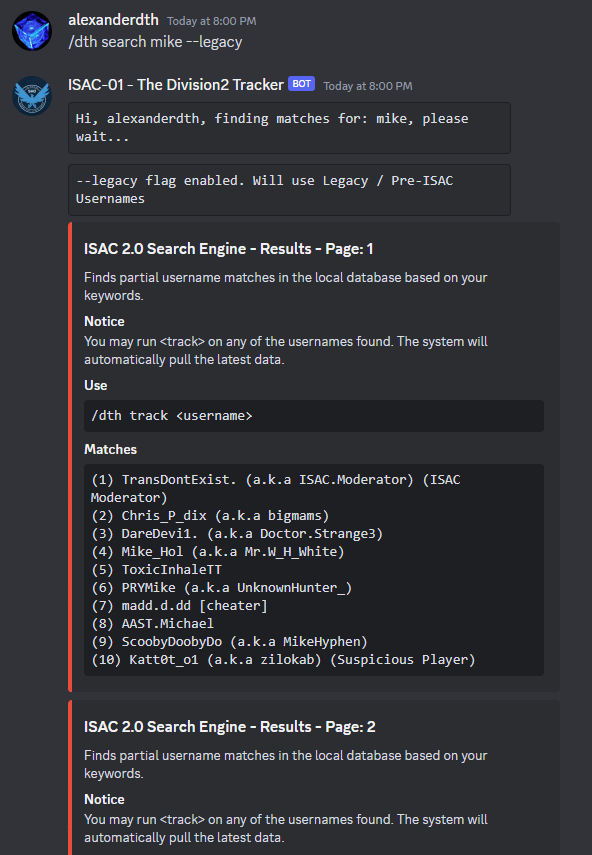 alexanderdth Today at 8:00 PM
/dth search mike --legacy
ISAC-01 - The Division2 Tracker BOT Today at 8:00 PM
Hi, alexanderdth, finding matches for: mike, please
wait...
--legacy flag enabled. Will use Legacy / Pre-ISAC
Usernames
ISAC 2.0 Search Engine - Results - Page: 1
Finds partial username matches in the local database based on your
keywords.
Notice
You may run <track> on any of the usernames found. The system will
automatically pull the latest data.
Use
/dth track <username>
Matches
(1) TransDontExist. (a.k.a ISAC.Moderator) (ISAC
Moderator)
(2) Chris_P_dix (a.k.a bigmams)
(3) DareDevi1. (a.k.a Doctor.Strange3)
(4) Mike_Hol (a.k.a Mr.W_H_White)
(5) ToxicInhaleTT
(6) PRYMike (a.k.a UnknownHunter_)
(7) madd.d.dd [cheater]
(8) AAST.Michael
(9) ScoobyDoobyDo (a.k.a MikeHyphen)
(10) Katt0t_o1 (a.k.a zilokab) (Suspicious Player)
ISAC 2.0 Search Engine - Results - Page: 2
Finds partial username matches in the local database based on your
keywords.
Notice
You may run <track> on any of the usernames found. The system will
automatically pull the latest data.